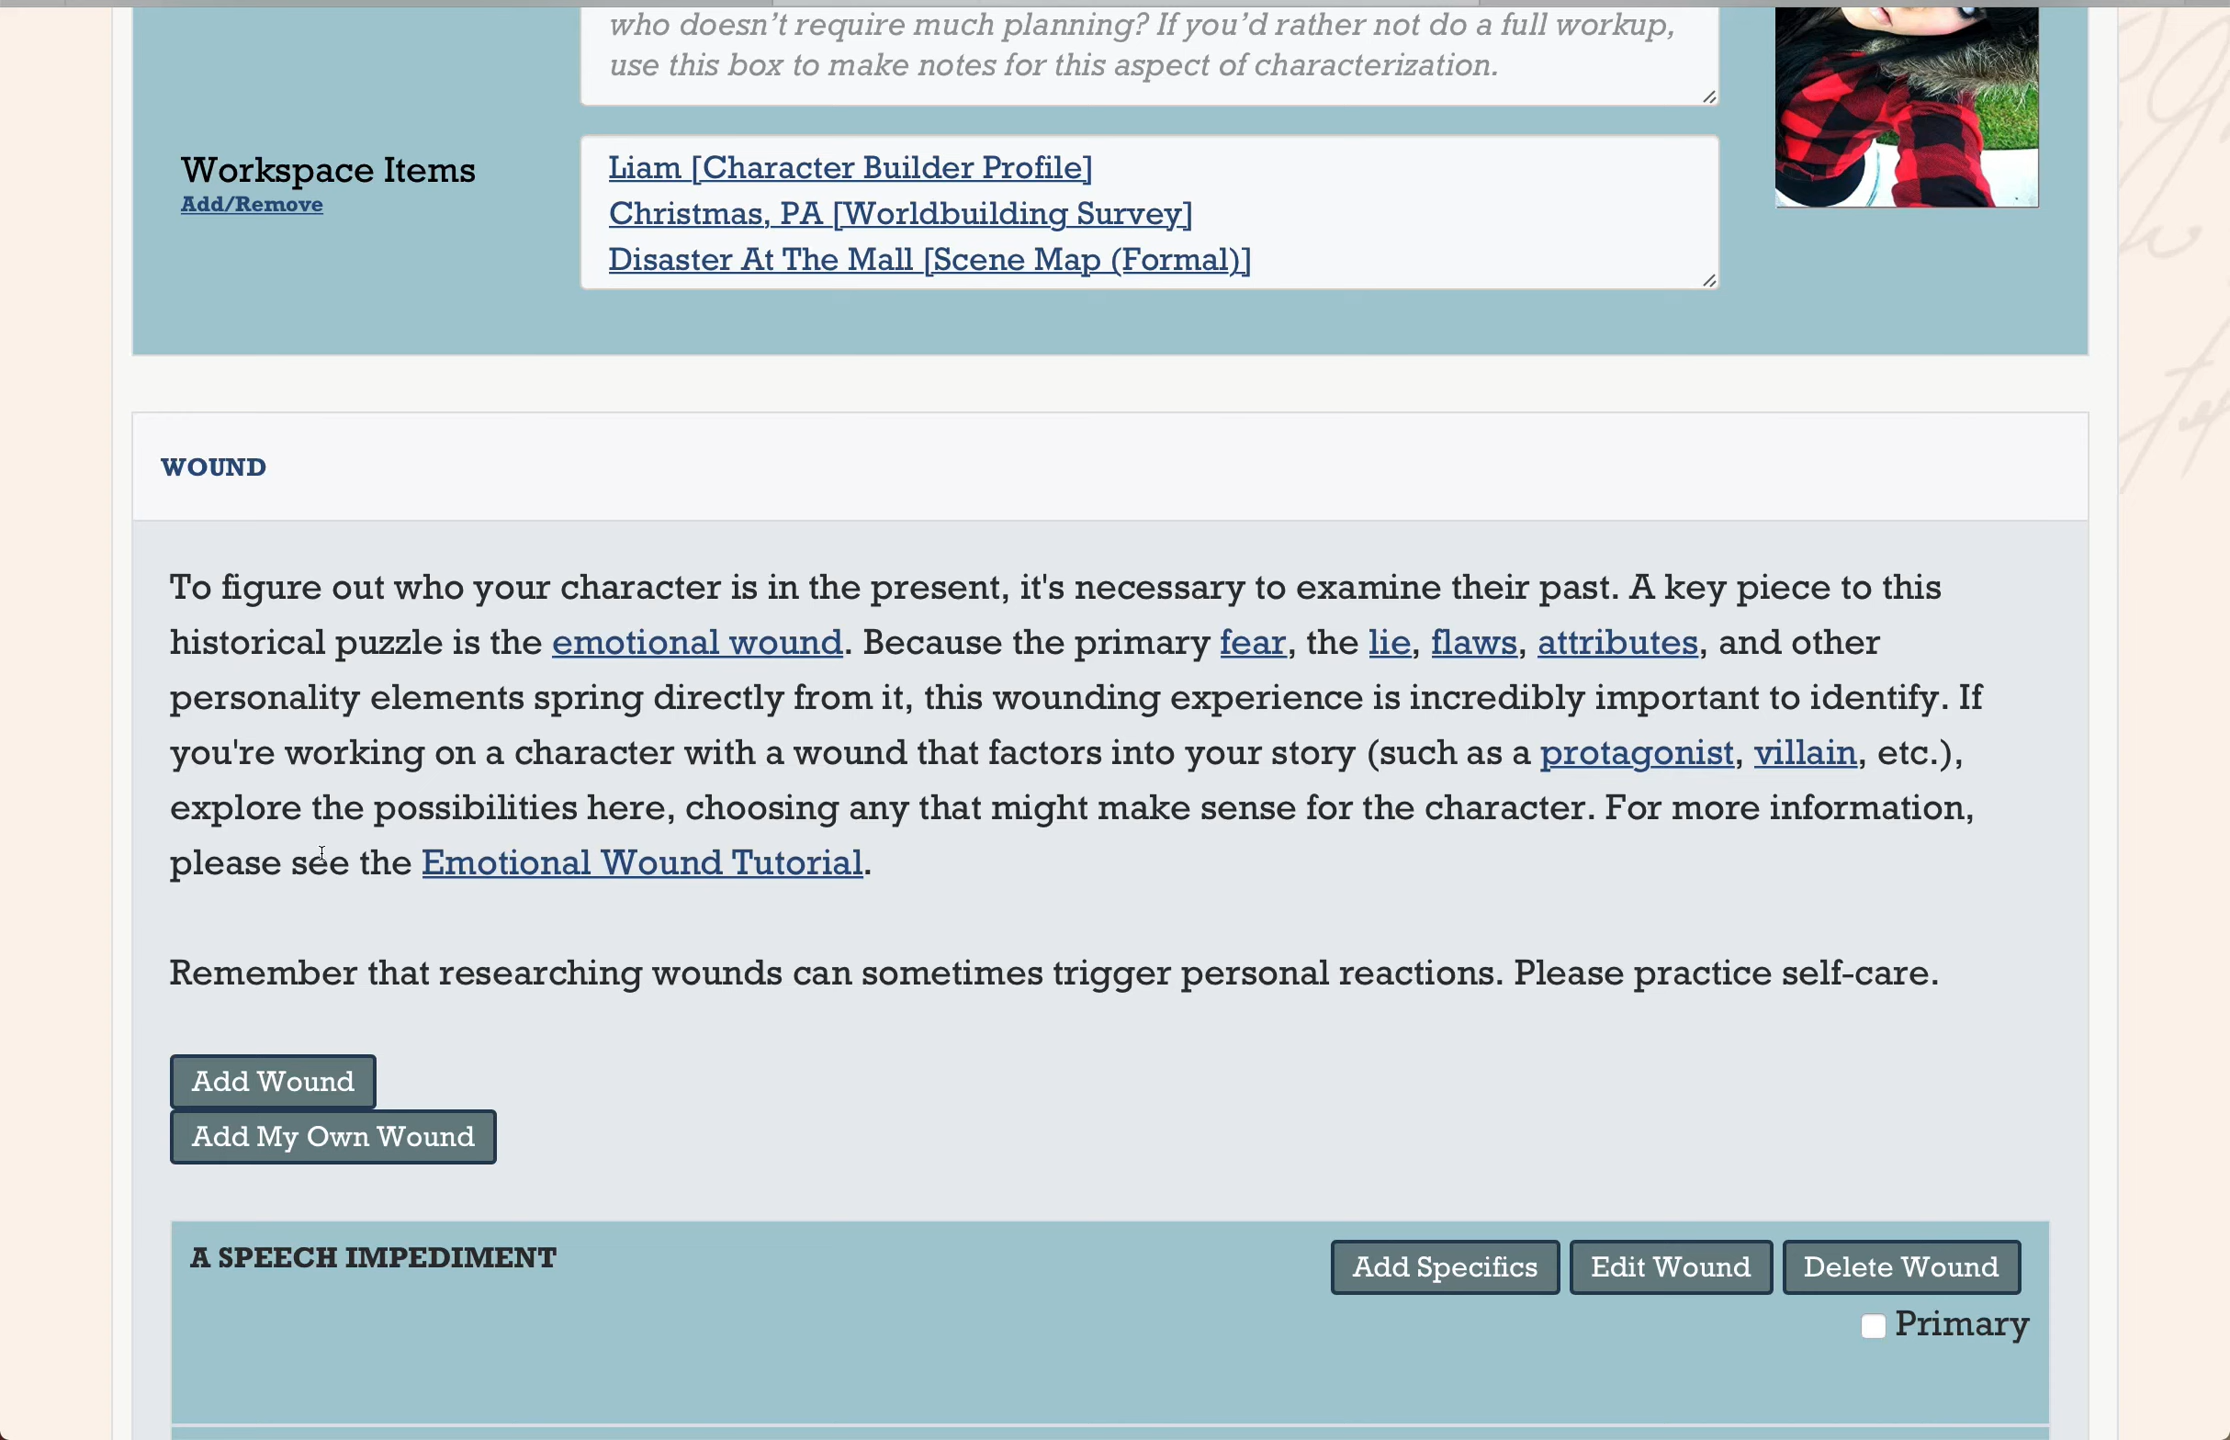 who doesn’t require much planning? If you’d rather not do a full workup,
use this box to make notes for this aspect of characterization.
Workspace Items
Add/Remove
Liam [Character Builder Profile]
Christmas, PA [Worldbuilding Survey]
Disaster At The Mall [Scene Map (Formal)]
WOUND
To figure out who your character is in the present, it's necessary to examine their past. A key piece to this
historical puzzle is the emotional wound. Because the primary fear, the lie, flaws, attributes, and other
personality elements spring directly from it, this wounding experience is incredibly important to identify. If
you're working on a character with a wound that factors into your story (such as a protagonist, villain, etc.),
explore the possibilities here, choosing any that might make sense for the character. For more information,
please see the Emotional Wound Tutorial.
Remember that researching wounds can sometimes trigger personal reactions. Please practice self-care.
Add Wound
Add My Own Wound
A SPEECH IMPEDIMENT
Add Specifics
Edit Wound
Delete Wound
Primary